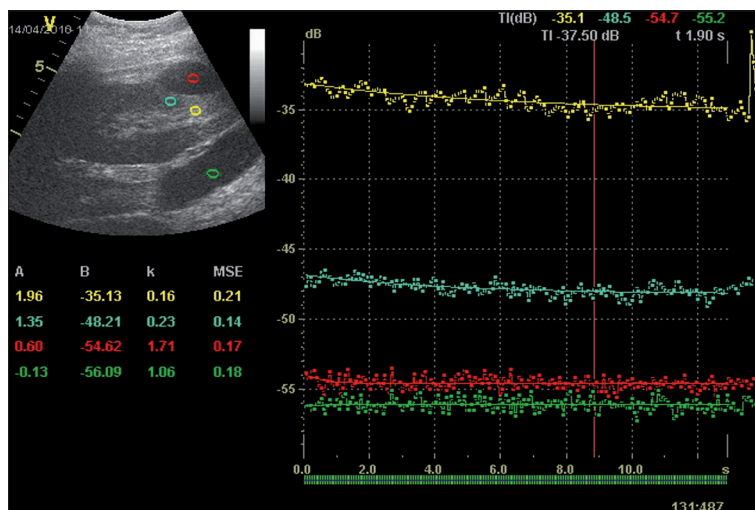 V
TI(dB) -35.1 -48.5 -54.7 -55.2
TI -37.50 dB t 1.90 s
14/04/2010
5
dB
-35
-40
-45
-50
-55
A B k MSE
1.96 -35.13 0.16 0.21
1.35 -48.21 0.23 0.14
0.60 -54.62 1.71 0.17
-0.13 -56.09 1.06 0.18
0.0 2.0 4.0 6.0 8.0 10.0 s
131:487